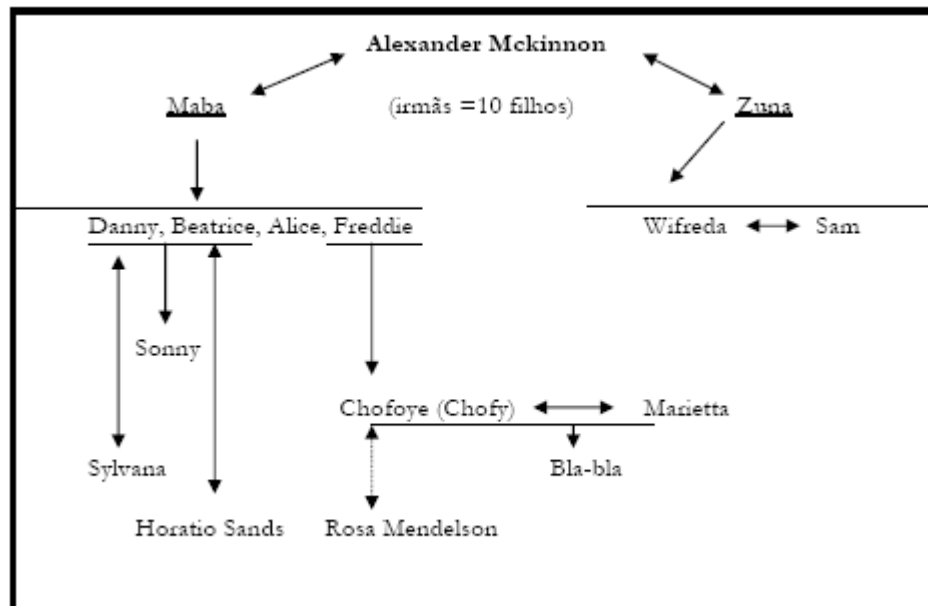 Alexander Mckinnon
Maba (irmãs =10 filhos) Zuna
Danny, Beatrice, Alice, Freddie Wifreda Sam
Sonny
Chofoye (Chofy) Marietta
Sylvana Bla-bla
Horatio Sands Rosa Mendelson